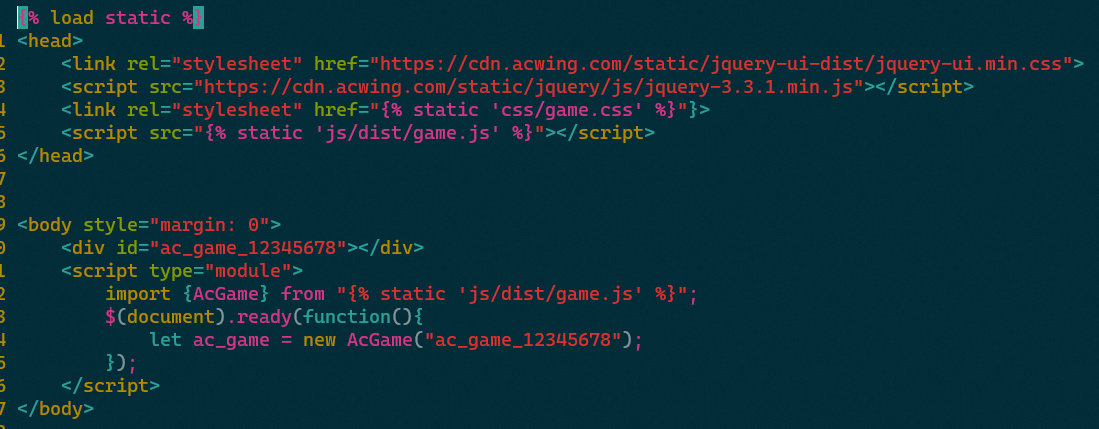 {% load static %}
1 <head>
2     <link rel="stylesheet" href="https://cdn.acwing.com/static/jquery-ui-dist/jquery-ui.min.css">
3     <script src="https://cdn.acwing.com/static/jquery/js/jquery-3.3.1.min.js"></script>
4     <link rel="stylesheet" href="{% static 'css/game.css' %}"}>
5     <script src="{% static 'js/dist/game.js' %}"></script>
6 </head>
7
8
9 <body style="margin: 0">
0     <div id="ac_game_12345678"></div>
1     <script type="module">
2         import {AcGame} from "{% static 'js/dist/game.js' %}";
3         $(document).ready(function(){
4             let ac_game = new AcGame("ac_game_12345678");
5         });
6     </script>
7 </body>